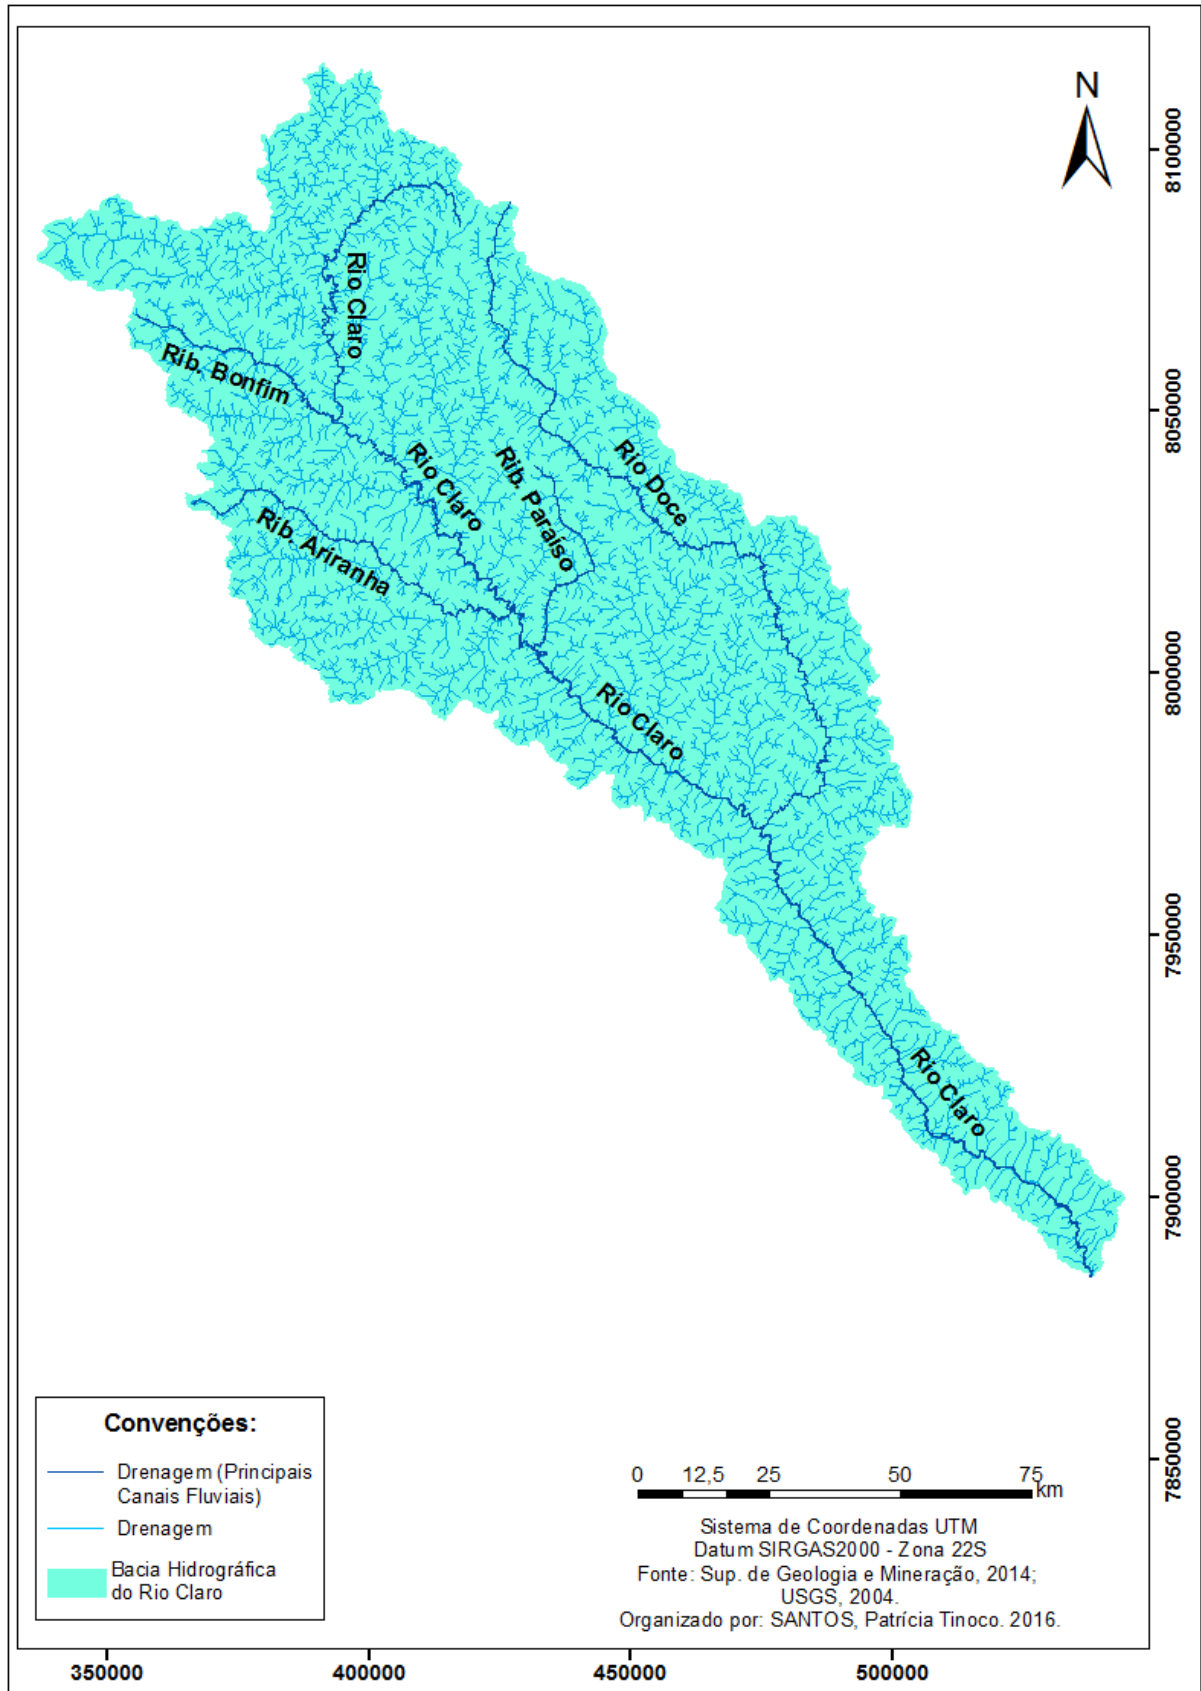 N
8100000
Rio Claro
Rib. Bonfim
8050000
Rio Claro
Rib. Paraíso
Rio Doce
Rib. Ariranha
8000000
Rio Claro
7950000
Rio Claro
7900000
7850000
Convenções:
Drenagem (Principais
Canais Fluviais)
Drenagem
Bacia Hidrográfica
do Rio Claro
0 12,5 25 50 75
km
Sistema de Coordenadas UTM
Datum SIRGAS2000 - Zona 22S
Fonte: Sup. de Geologia e Mineração, 2014;
USGS, 2004.
Organizado por: SANTOS, Patrícia Tinoco. 2016.
350000 400000 450000 500000